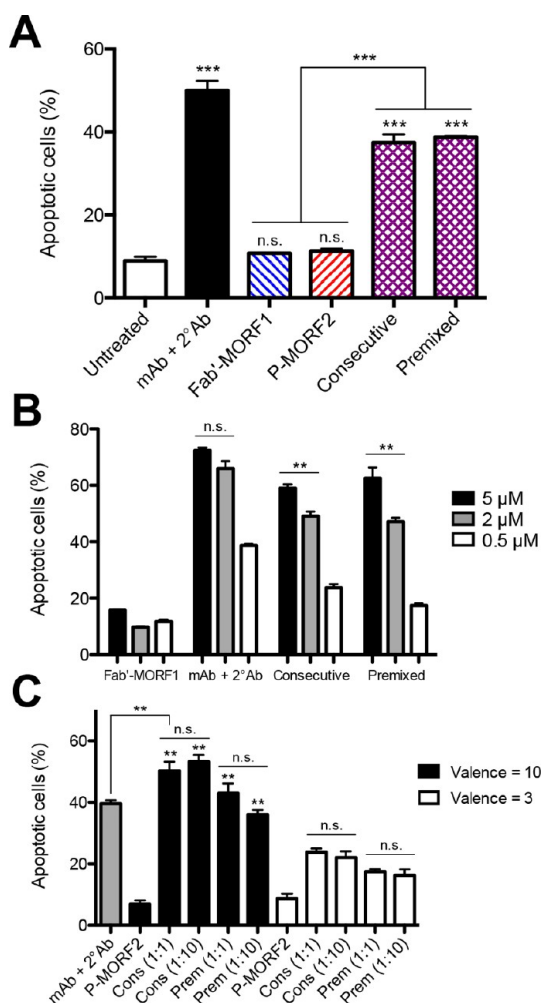 A
Apoptotic cells (%)
60
40
20
0
***
n.s.
n.s.
***
***
***
Untreated
mAb + 2°Ab
Fab'-MORF1
P-MORF2
Consecutive
Premixed
B
Apoptotic cells (%)
80
60
40
20
0
n.s.
**
**
5 µM
2 µM
0.5 µM
Fab'-MORF1
mAb + 2°Ab
Consecutive
Premixed
C
Apoptotic cells (%)
60
40
20
0
**
n.s.
**
**
n.s.
**
**
n.s.
n.s.
Valence = 10
Valence = 3
mAb + 2°Ab
P-MORF2
Cons (1:1)
Cons (1:10)
Prem (1:1)
Prem (1:10)
P-MORF2
Cons (1:1)
Cons (1:10)
Prem (1:1)
Prem (1:10)